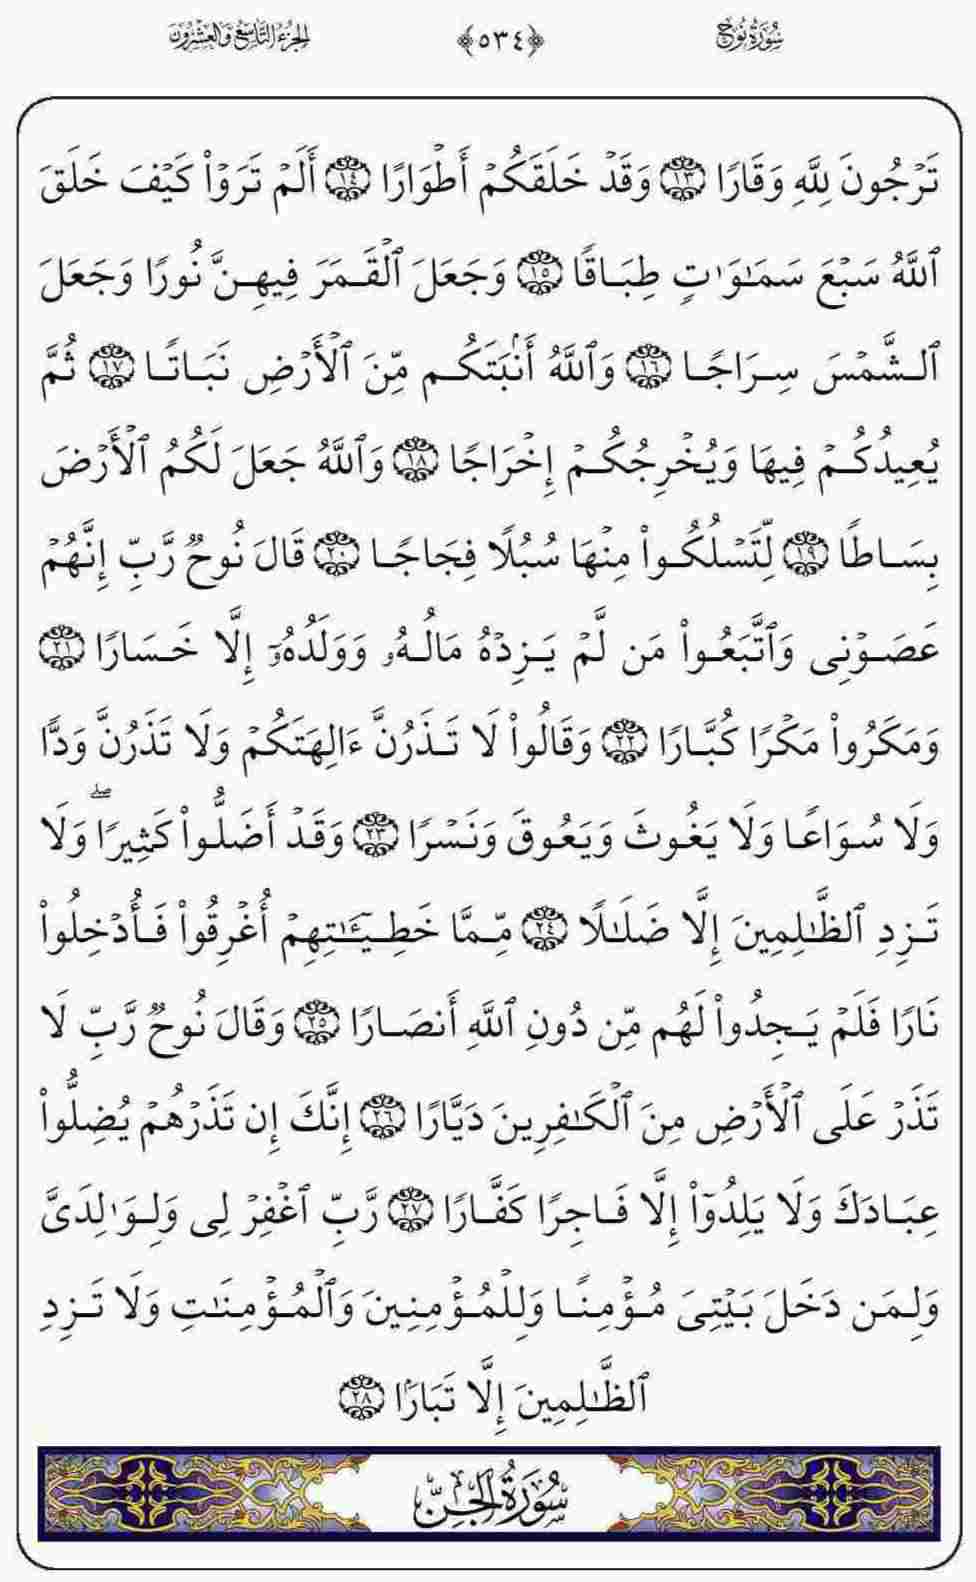 سُورَةُ نُوحٍ ﴿٥٣٤﴾ الجُزْءُ التَّاسِعُ وَالعِشْرُونَ
تَرْجُونَ لِلَّهِ وَقَارًا ١٣ وَقَدْ خَلَقَكُمْ أَطْوَارًا ١٤ أَلَمْ تَرَوْا۟ كَيْفَ خَلَقَ
ٱللَّهُ سَبْعَ سَمَـٰوَٰتٍ طِبَاقًا ١٥ وَجَعَلَ ٱلْقَمَرَ فِيهِنَّ نُورًا وَجَعَلَ
ٱلشَّمْسَ سِرَاجًا ١٦ وَٱللَّهُ أَنۢبَتَكُم مِّنَ ٱلْأَرْضِ نَبَاتًا ١٧ ثُمَّ
يُعِيدُكُمْ فِيهَا وَيُخْرِجُكُمْ إِخْرَاجًا ١٨ وَٱللَّهُ جَعَلَ لَكُمُ ٱلْأَرْضَ
بِسَاطًا ١٩ لِّتَسْلُكُوا۟ مِنْهَا سُبُلًا فِجَاجًا ٢٠ قَالَ نُوحٌ رَّبِّ إِنَّهُمْ
عَصَوْنِى وَٱتَّبَعُوا۟ مَن لَّمْ يَزِدْهُ مَالُهُۥ وَوَلَدُهُۥٓ إِلَّا خَسَارًا ٢١
وَمَكَرُوا۟ مَكْرًا كُبَّارًا ٢٢ وَقَالُوا۟ لَا تَذَرُنَّ ءَالِهَتَكُمْ وَلَا تَذَرُنَّ وَدًّا
وَلَا سُوَاعًا وَلَا يَغُوثَ وَيَعُوقَ وَنَسْرًا ٢٣ وَقَدْ أَضَلُّوا۟ كَثِيرًا ۖ وَلَا
تَزِدِ ٱلظَّـٰلِمِينَ إِلَّا ضَلَـٰلًا ٢٤ مِّمَّا خَطِيٓـَٔـٰتِهِمْ أُغْرِقُوا۟ فَأُدْخِلُوا۟
نَارًا فَلَمْ يَجِدُوا۟ لَهُم مِّن دُونِ ٱللَّهِ أَنصَارًا ٢٥ وَقَالَ نُوحٌ رَّبِّ لَا
تَذَرْ عَلَى ٱلْأَرْضِ مِنَ ٱلْكَـٰفِرِينَ دَيَّارًا ٢٦ إِنَّكَ إِن تَذَرْهُمْ يُضِلُّوا۟
عِبَادَكَ وَلَا يَلِدُوٓا۟ إِلَّا فَاجِرًا كَفَّارًا ٢٧ رَّبِّ ٱغْفِرْ لِى وَلِوَٰلِدَىَّ
وَلِمَن دَخَلَ بَيْتِىَ مُؤْمِنًا وَلِلْمُؤْمِنِينَ وَٱلْمُؤْمِنَـٰتِ وَلَا تَزِدِ
ٱلظَّـٰلِمِينَ إِلَّا تَبَارًۢا ٢٨
سُورَةُ الجِنِّ